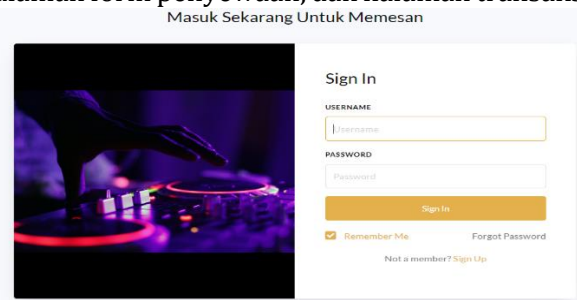 Masuk Sekarang Untuk Memesan
Sign In
USERNAME
Username
PASSWORD
Password
Sign In
Remember Me Forgot Password
Not a member? Sign Up